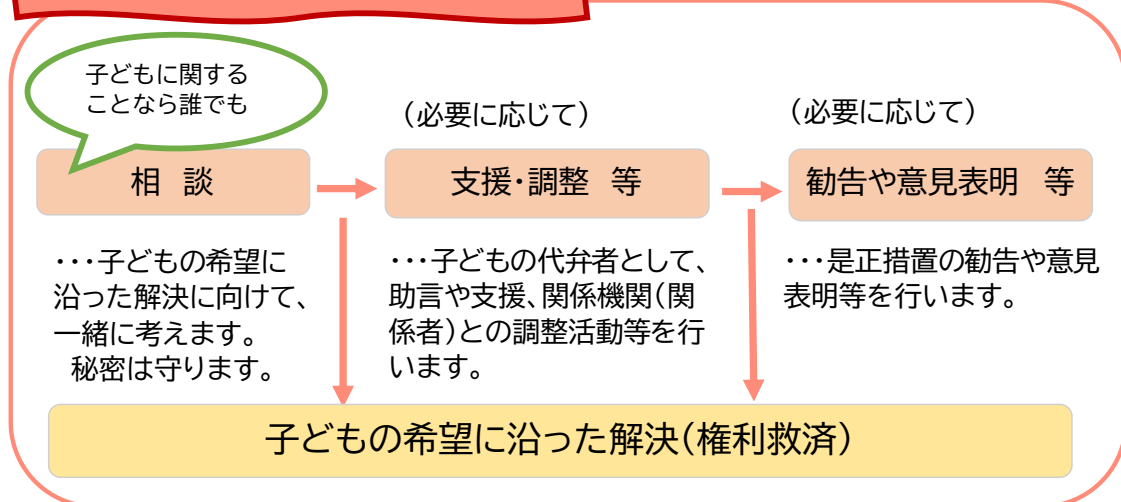 子どもに関する
ことなら誰でも
相 談
・・・子どもの希望に
沿った解決に向けて、
一緒に考えます。
秘密は守ります。
(必要に応じて)
支援・調整 等
・・・子どもの代弁者として、
助言や支援、関係機関(関
係者)との調整活動等を行
います。
(必要に応じて)
勧告や意見表明 等
・・・是正措置の勧告や意見
表明等を行います。
子どもの希望に沿った解決(権利救済)